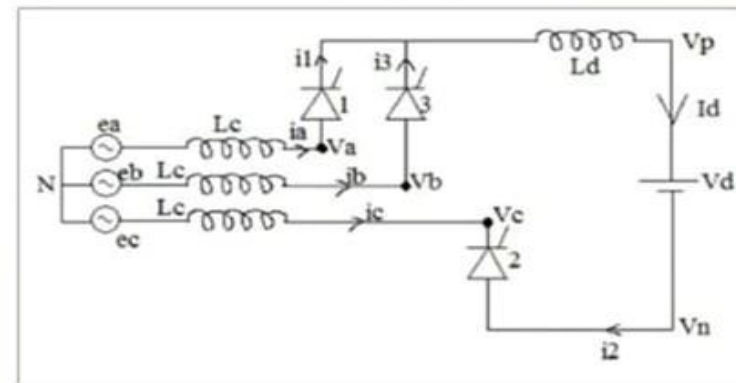 i1 i3 Ld Vp
1 3 Id
ea Lc ia Va Vd
N eb Lc ib Vb
Lc ic Vc
ec
2
i2 Vn